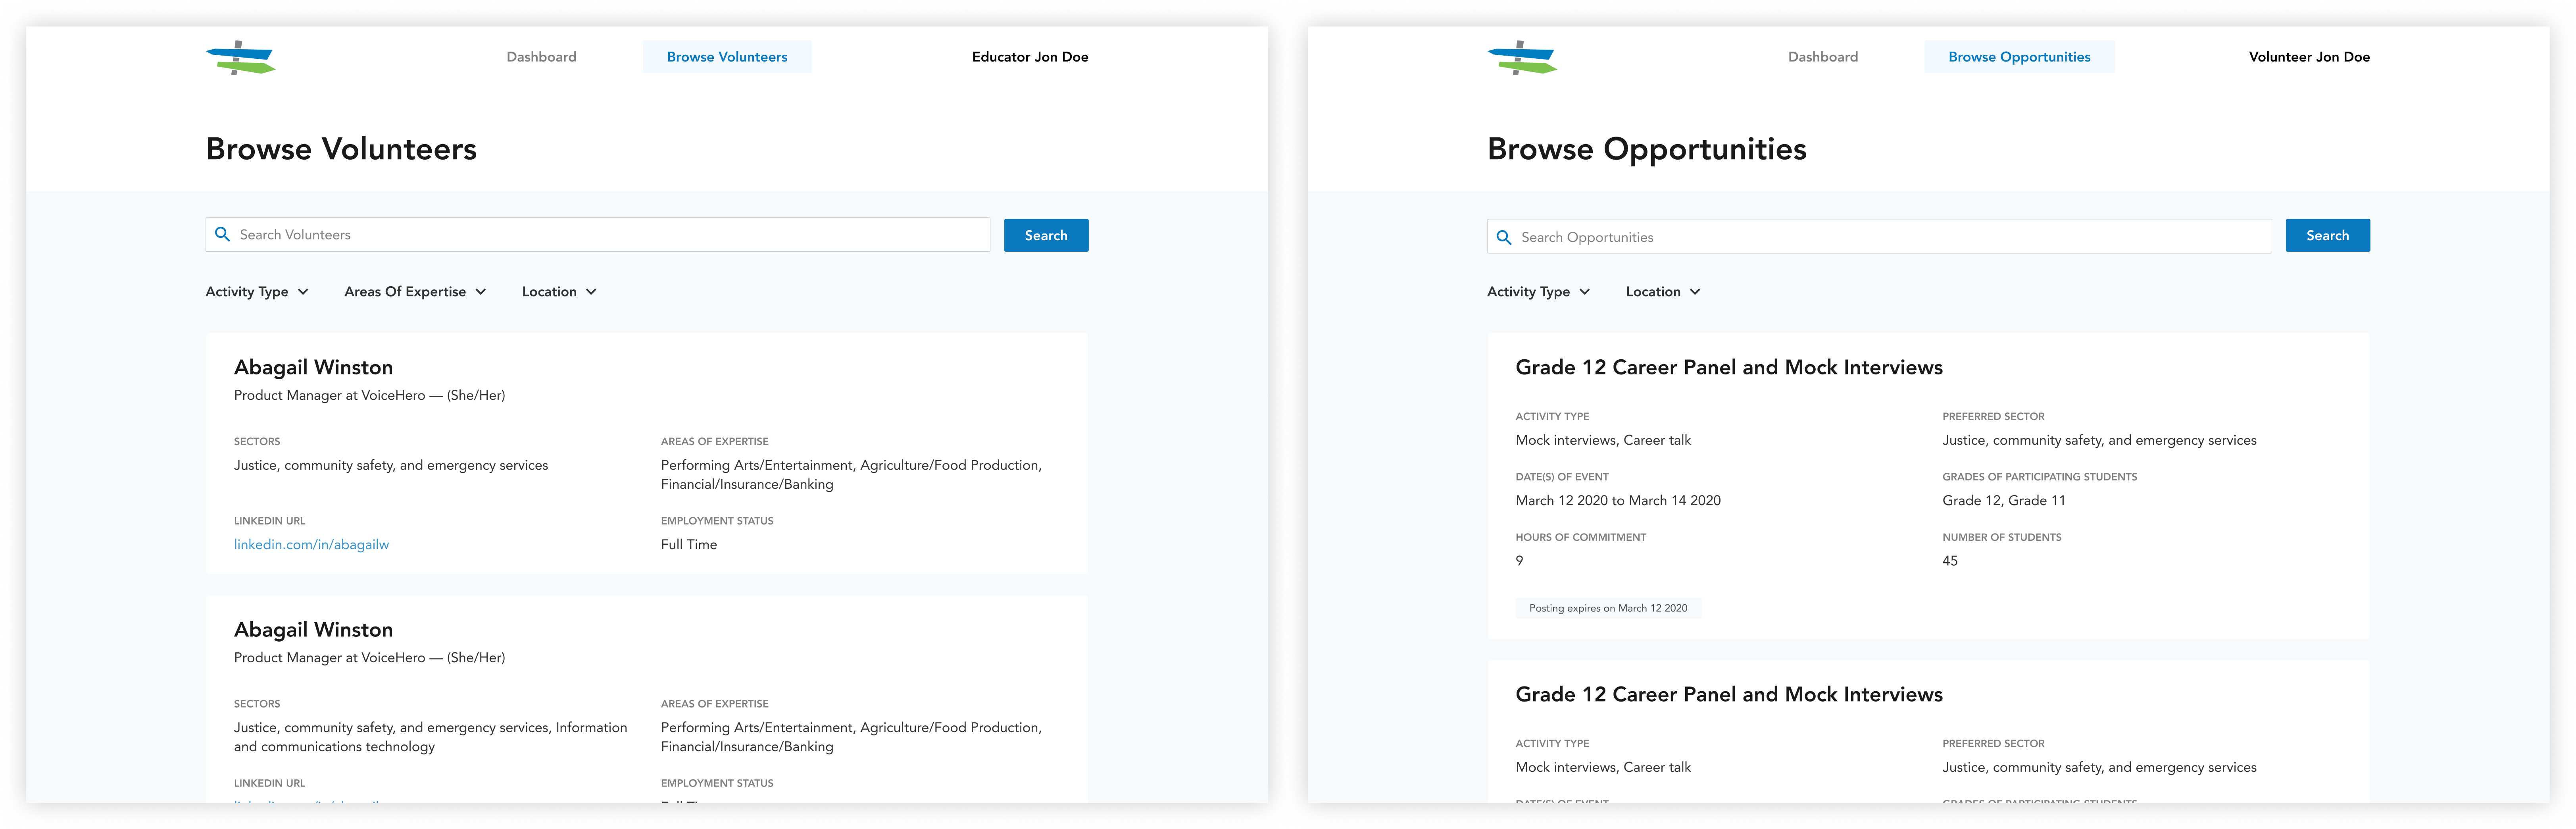 Dashboard
Browse Volunteers
Educator Jon Doe
Browse Volunteers
Search Volunteers
Search
Activity Type
Areas Of Expertise
Location
Abagail Winston
Product Manager at VoiceHero — (She/Her)
SECTORS
AREAS OF EXPERTISE
Justice, community safety, and emergency services
Performing Arts/Entertainment, Agriculture/Food Production,
Financial/Insurance/Banking
LINKEDIN URL
EMPLOYMENT STATUS
linkedin.com/in/abagailw
Full Time
Abagail Winston
Product Manager at VoiceHero — (She/Her)
SECTORS
AREAS OF EXPERTISE
Justice, community safety, and emergency services, Information
and communications technology
Performing Arts/Entertainment, Agriculture/Food Production,
Financial/Insurance/Banking
LINKEDIN URL
EMPLOYMENT STATUS
Dashboard
Browse Opportunities
Volunteer Jon Doe
Browse Opportunities
Search Opportunities
Search
Activity Type
Location
Grade 12 Career Panel and Mock Interviews
ACTIVITY TYPE
PREFERRED SECTOR
Mock interviews, Career talk
Justice, community safety, and emergency services
DATE(S) OF EVENT
GRADES OF PARTICIPATING STUDENTS
March 12 2020 to March 14 2020
Grade 12, Grade 11
HOURS OF COMMITMENT
NUMBER OF STUDENTS
9
45
Posting expires on March 12 2020
Grade 12 Career Panel and Mock Interviews
ACTIVITY TYPE
PREFERRED SECTOR
Mock interviews, Career talk
Justice, community safety, and emergency services
DATE(S) OF EVENT
GRADES OF PARTICIPATING STUDENTS